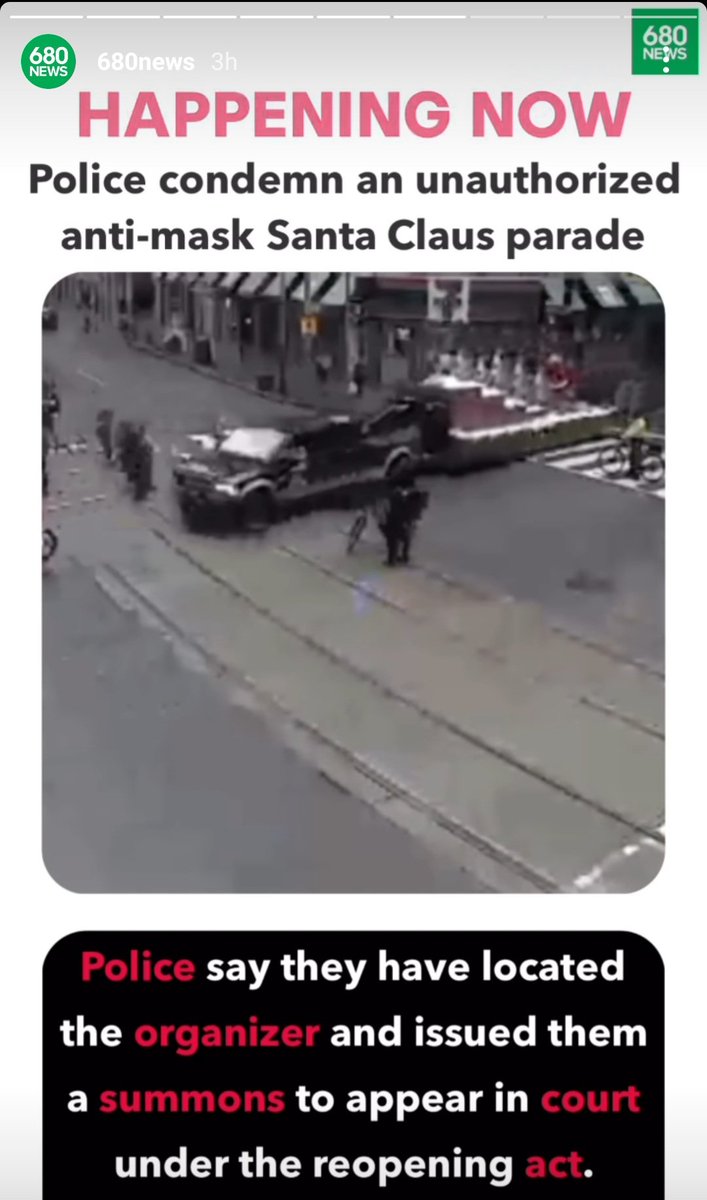 680
NEWS
680news 3h
680
NEWS
HAPPENING NOW
Police condemn an unauthorized
anti-mask Santa Claus parade
Police say they have located
the organizer and issued them
a summons to appear in court
under the reopening act.